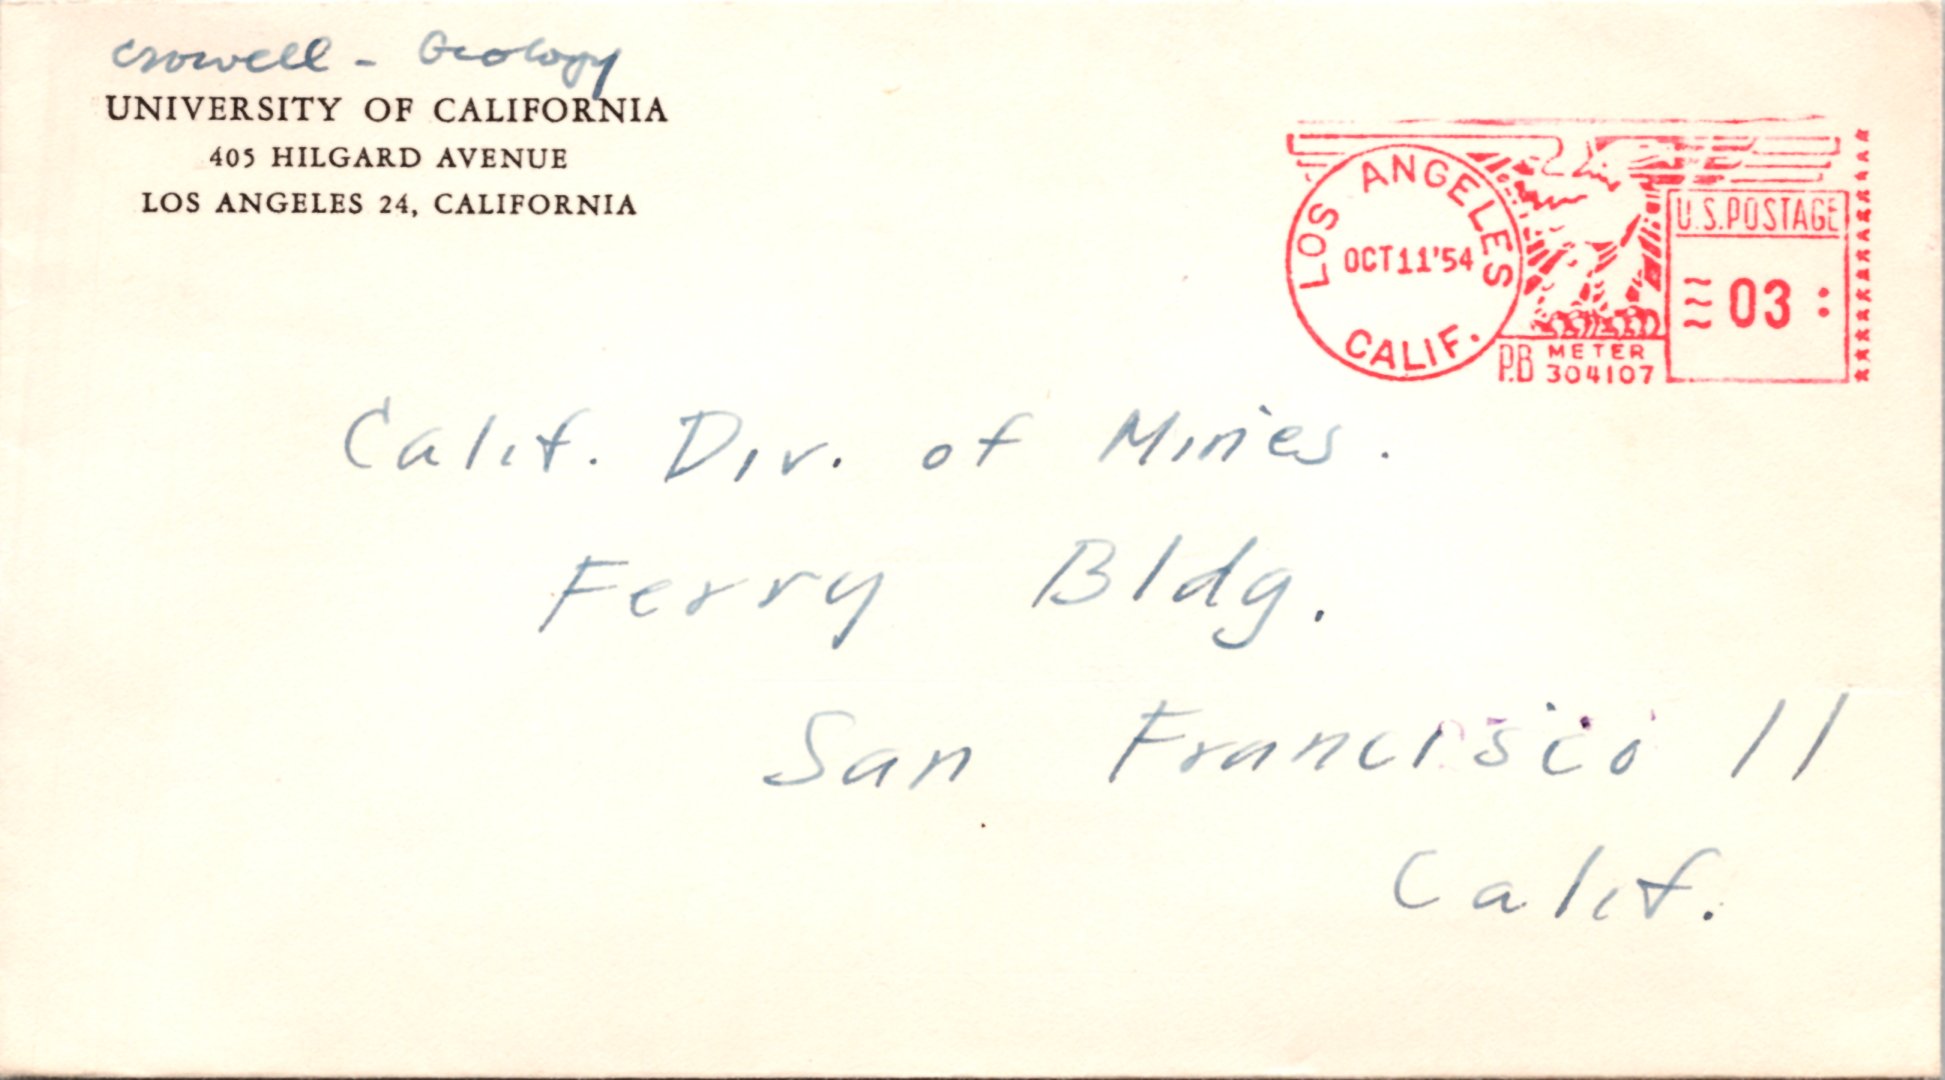 Crowell - Geology
UNIVERSITY OF CALIFORNIA
405 HILGARD AVENUE
LOS ANGELES 24, CALIFORNIA
LOS ANGELES
OCT 11 '54
CALIF.
P.B METER
304107
U.S. POSTAGE
03
Calif. Div. of Mines.
Ferry Bldg.
San Francisco 11
Calif.